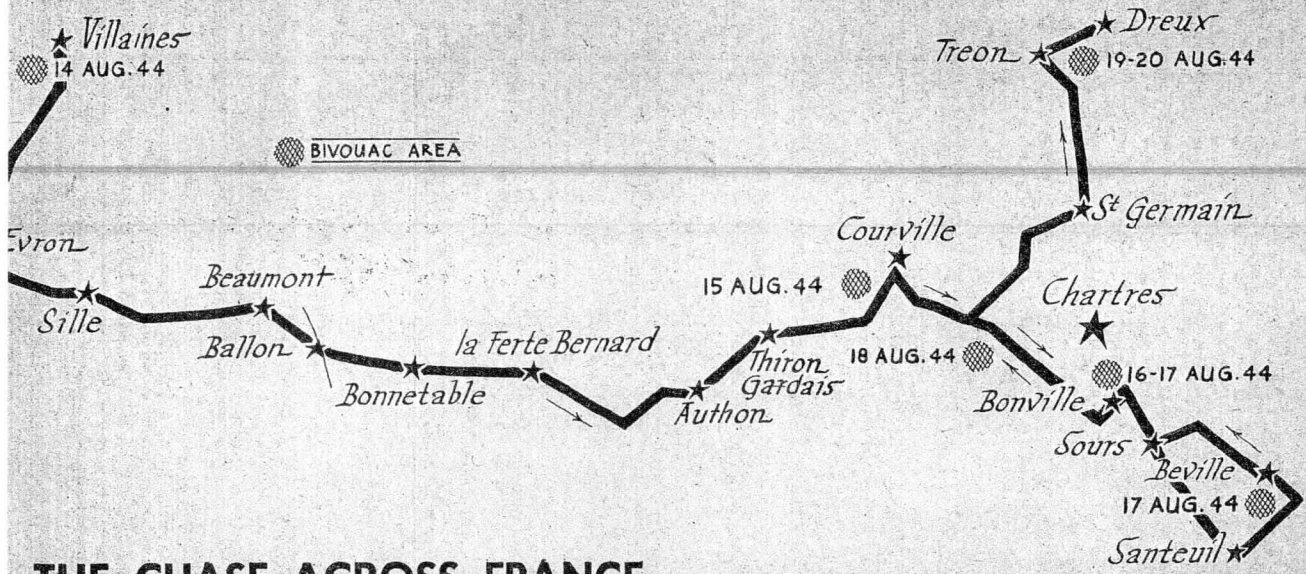 Villaines
14 AUG. 44
Dreux
Treon
19-20 AUG. 44
BIVOUAC AREA
St Germain
Evron
Courville
Beaumont
15 AUG. 44
Chartres
Sille
Ballon
la Ferte Bernard
Thiron
Gardais
18 AUG. 44
16-17 AUG. 44
Bonnetable
Authon
Bonville
Sours
Beville
17 AUG. 44
Santeuil
THE CHASE ACROSS FRANCE